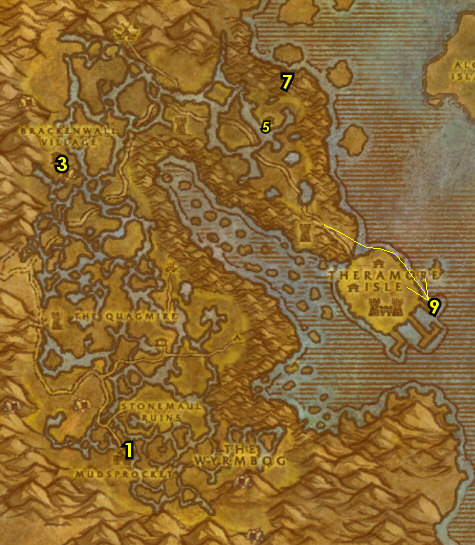 7
ALC
ISL
5
BRACKENWALL
VILLAGE
3
THERAMORE
ISLE
9
THE QUAGMIRE
STONEMAUL
RUINS
1
THE
WYRMBOG
MUDSPROCKET